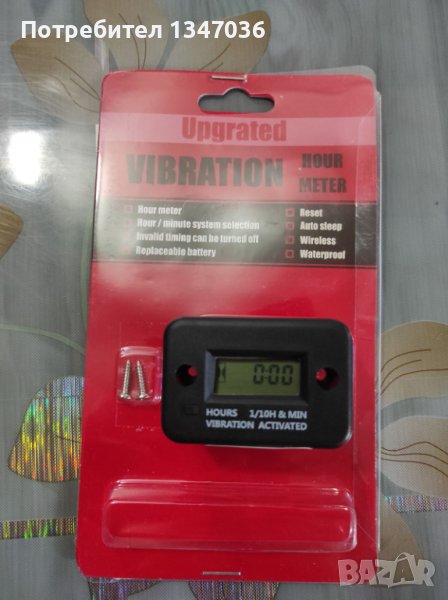 Потребител 1347036
Upgrated
VIBRATION HOUR METER
Hour meter
Hour / minute system selection
Invalid timing can be turned off
Replaceable battery
Reset
Auto sleep
Wireless
Waterproof
0:00
HOURS 1/10H & MIN
VIBRATION ACTIVATED
BAZAR